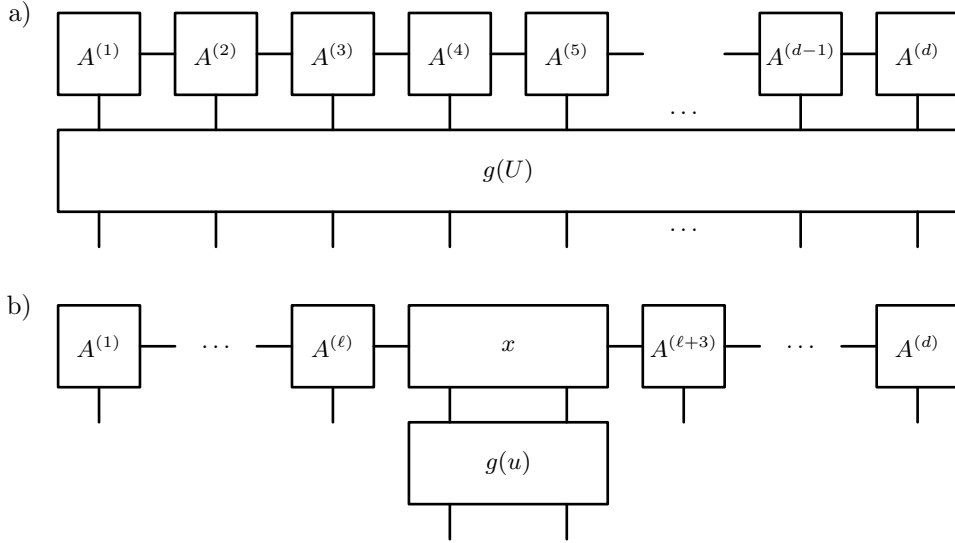 a)
A^(1) A^(2) A^(3) A^(4) A^(5) A^(d−1) A^(d)
...
g(U)
...
b)
A^(1) ... A^(ℓ) x A^(ℓ+3) ... A^(d)
g(u)